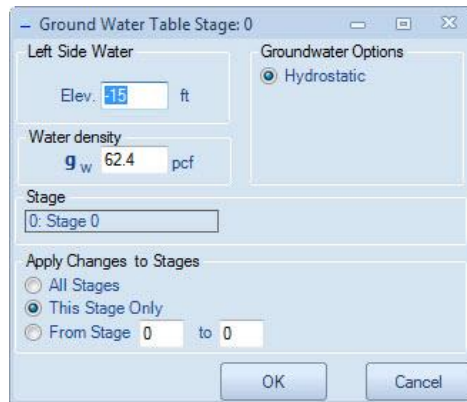 Ground Water Table Stage: 0
Left Side Water
Elev. -15 ft
Groundwater Options
Hydrostatic
Water density
g w 62.4 pcf
Stage
0: Stage 0
Apply Changes to Stages
All Stages
This Stage Only
From Stage 0 to 0
OK Cancel